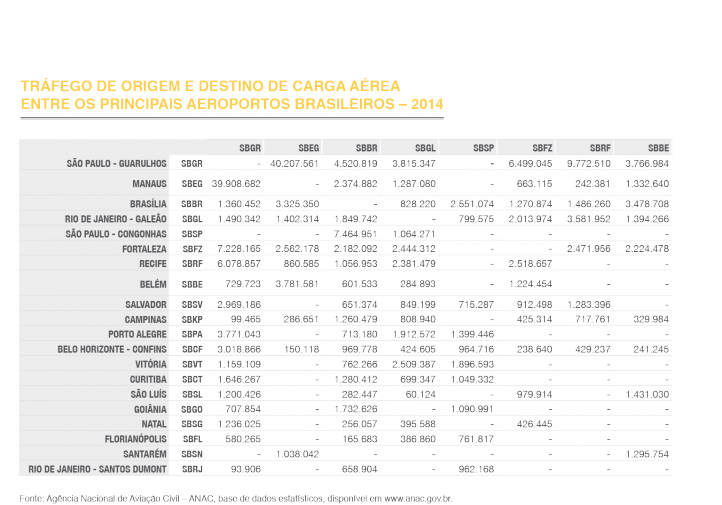 TRÁFEGO DE ORIGEM E DESTINO DE CARGA AÉREA
ENTRE OS PRINCIPAIS AEROPORTOS BRASILEIROS – 2014
SBGR SBEG SBBR SBGL SBSP SBFZ SBRF SBBE
SÃO PAULO - GUARULHOS SBGR - 40.207.561 4.520.819 3.815.347 - 6.499.045 9.772.510 3.766.984
MANAUS SBEG 39.908.682 - 2.374.882 1.287.080 - 663.115 242.381 1.332.640
BRASÍLIA SBBR 1.360.452 3.325.350 - 828.220 2.551.074 1.270.874 1.486.260 3.478.708
RIO DE JANEIRO - GALEÃO SBGL 1.490.342 1.402.314 1.849.742 - 799.575 2.013.974 3.581.952 1.394.266
SÃO PAULO - CONGONHAS SBSP - - 7.464.951 1.064.271 - - - -
FORTALEZA SBFZ 7.228.165 2.562.178 2.182.092 2.444.312 - - 2.471.956 2.224.478
RECIFE SBRF 6.078.857 860.585 1.056.953 2.381.479 - 2.518.657 - -
BELÉM SBBE 729.723 3.781.581 601.533 284.893 - 1.224.454 - -
SALVADOR SBSV 2.969.186 - 651.374 849.199 715.287 912.498 1.283.396 -
CAMPINAS SBKP 99.465 286.651 1.260.479 808.940 - 425.314 717.761 329.984
PORTO ALEGRE SBPA 3.771.043 - 713.180 1.912.572 1.399.446 - - -
BELO HORIZONTE - CONFINS SBCF 3.018.866 150.118 969.778 424.605 964.716 238.640 429.237 241.245
VITÓRIA SBVT 1.159.109 - 762.266 2.509.387 1.896.593 - - -
CURITIBA SBCT 1.646.267 - 1.280.412 699.347 1.049.332 - - -
SÃO LUÍS SBSL 1.200.426 - 282.447 60.124 - 979.914 - 1.431.030
GOIÂNIA SBGO 707.854 - 1.732.626 - 1.090.991 - - -
NATAL SBSG 1.236.025 - 256.057 395.588 - 426.445 - -
FLORIANÓPOLIS SBFL 580.265 - 165.683 386.860 761.817 - - -
SANTARÉM SBSN - 1.038.042 - - - - - 1.295.754
RIO DE JANEIRO - SANTOS DUMONT SBRJ 93.906 - 658.904 - 962.168 - - -
Fonte: Agência Nacional de Aviação Civil – ANAC, base de dados estatísticos, disponível em www.anac.gov.br.